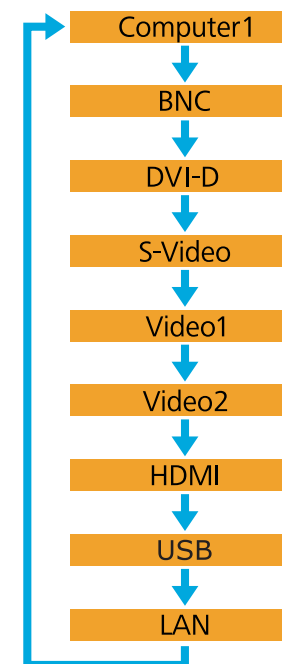 Computer1
BNC
DVI-D
S-Video
Video1
Video2
HDMI
USB
LAN